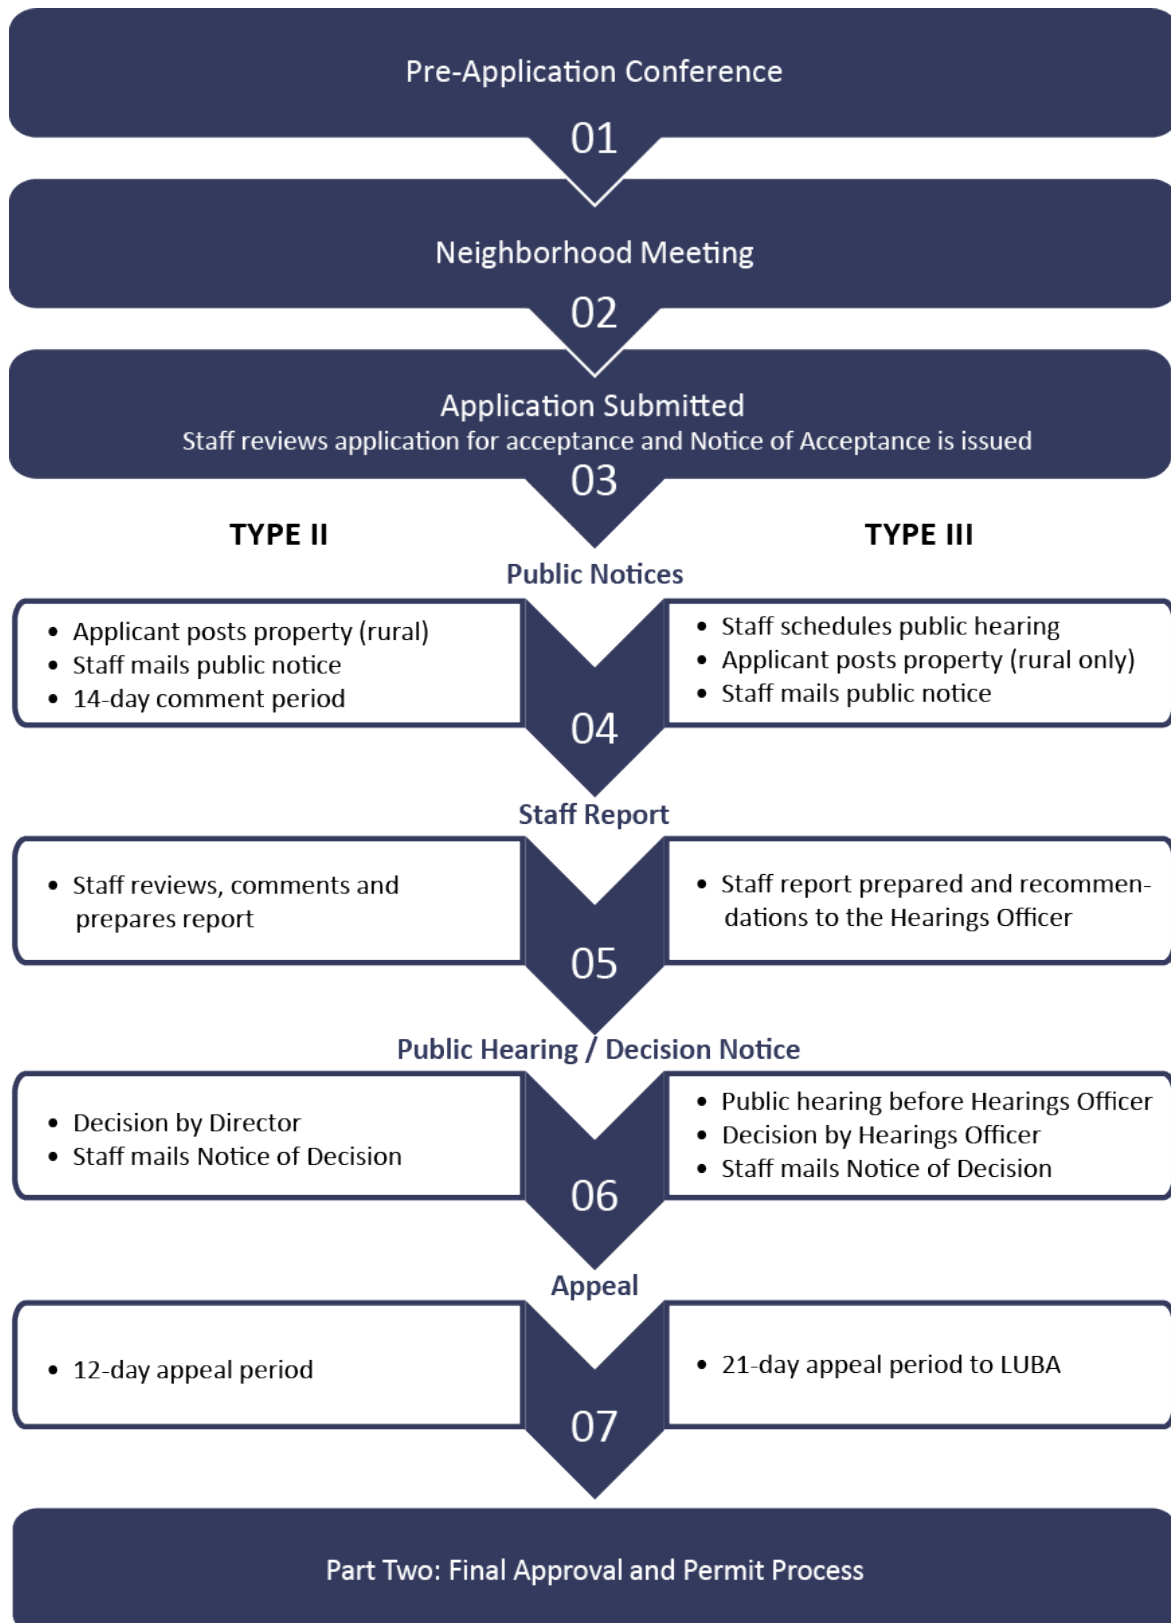 Pre-Application Conference
01
Neighborhood Meeting
02
Application Submitted
Staff reviews application for acceptance and Notice of Acceptance is issued
03
TYPE II
TYPE III
Public Notices
• Applicant posts property (rural)
• Staff mails public notice
• 14-day comment period
04
• Staff schedules public hearing
• Applicant posts property (rural only)
• Staff mails public notice
Staff Report
• Staff reviews, comments and
prepares report
05
• Staff report prepared and recommen-
dations to the Hearings Officer
Public Hearing / Decision Notice
• Decision by Director
• Staff mails Notice of Decision
06
• Public hearing before Hearings Officer
• Decision by Hearings Officer
• Staff mails Notice of Decision
Appeal
• 12-day appeal period
07
• 21-day appeal period to LUBA
Part Two: Final Approval and Permit Process